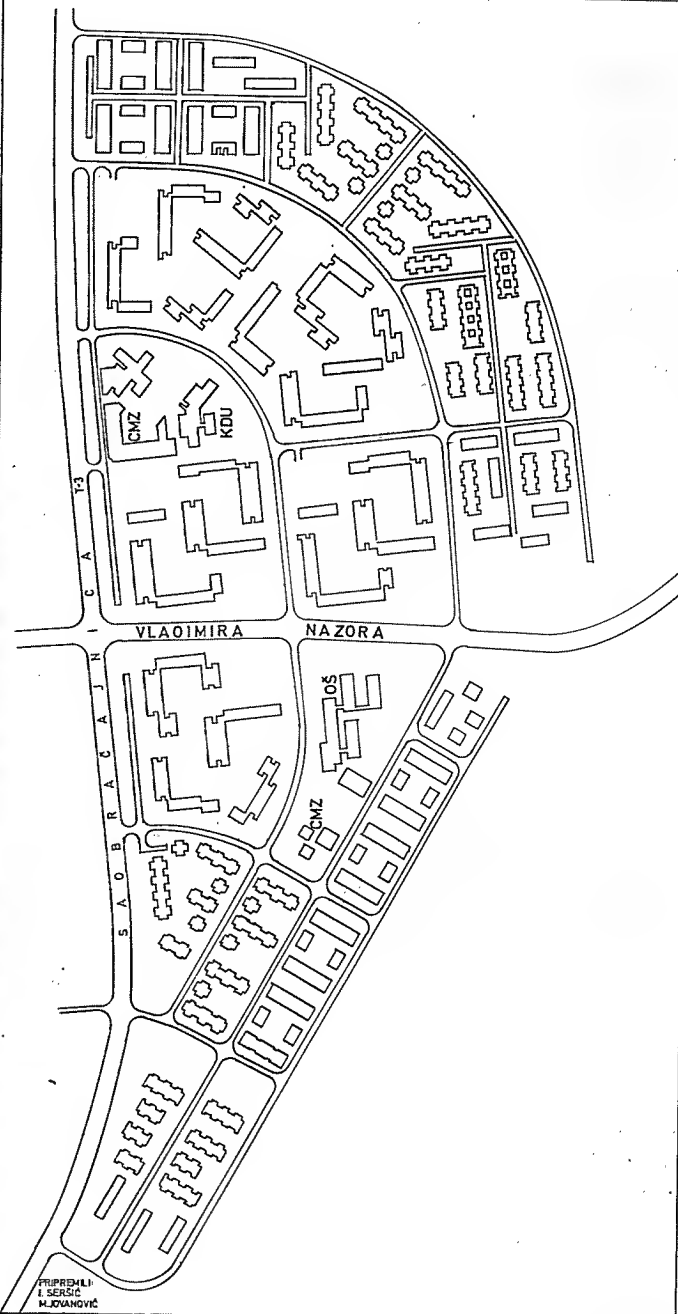 CMZ
KDU
SAOBRAĆAJNICA T-3
VLADIMIRA NAZORA
OŠ
CMZ
PRIPREMILI:
I. SERŠIĆ
M.JOVANOVIĆ